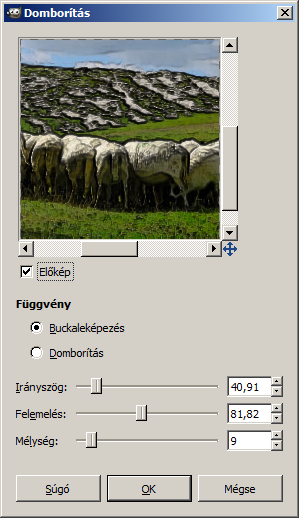 Domborítás
Előkép
Függvény
Buckaleképezés
Domborítás
Irányszög: 40,91
Felemelés: 81,82
Mélység: 9
Súgó OK Mégse